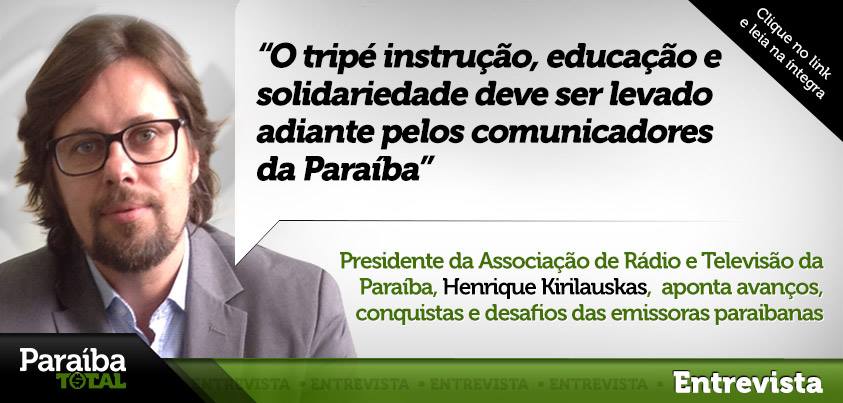 “O tripé instrução, educação e
solidariedade deve ser levado
adiante pelos comunicadores
da Paraíba”
Clique no link
e leia na íntegra
Presidente da Associação de Rádio e Televisão da
Paraíba, Henrique Kirilauskas, aponta avanços,
conquistas e desafios das emissoras paraibanas
Paraíba
TOTAL
ENTREVISTA • ENTREVISTA • ENTREVISTA • ENTREVISTA • ENTREVISTA
Entrevista